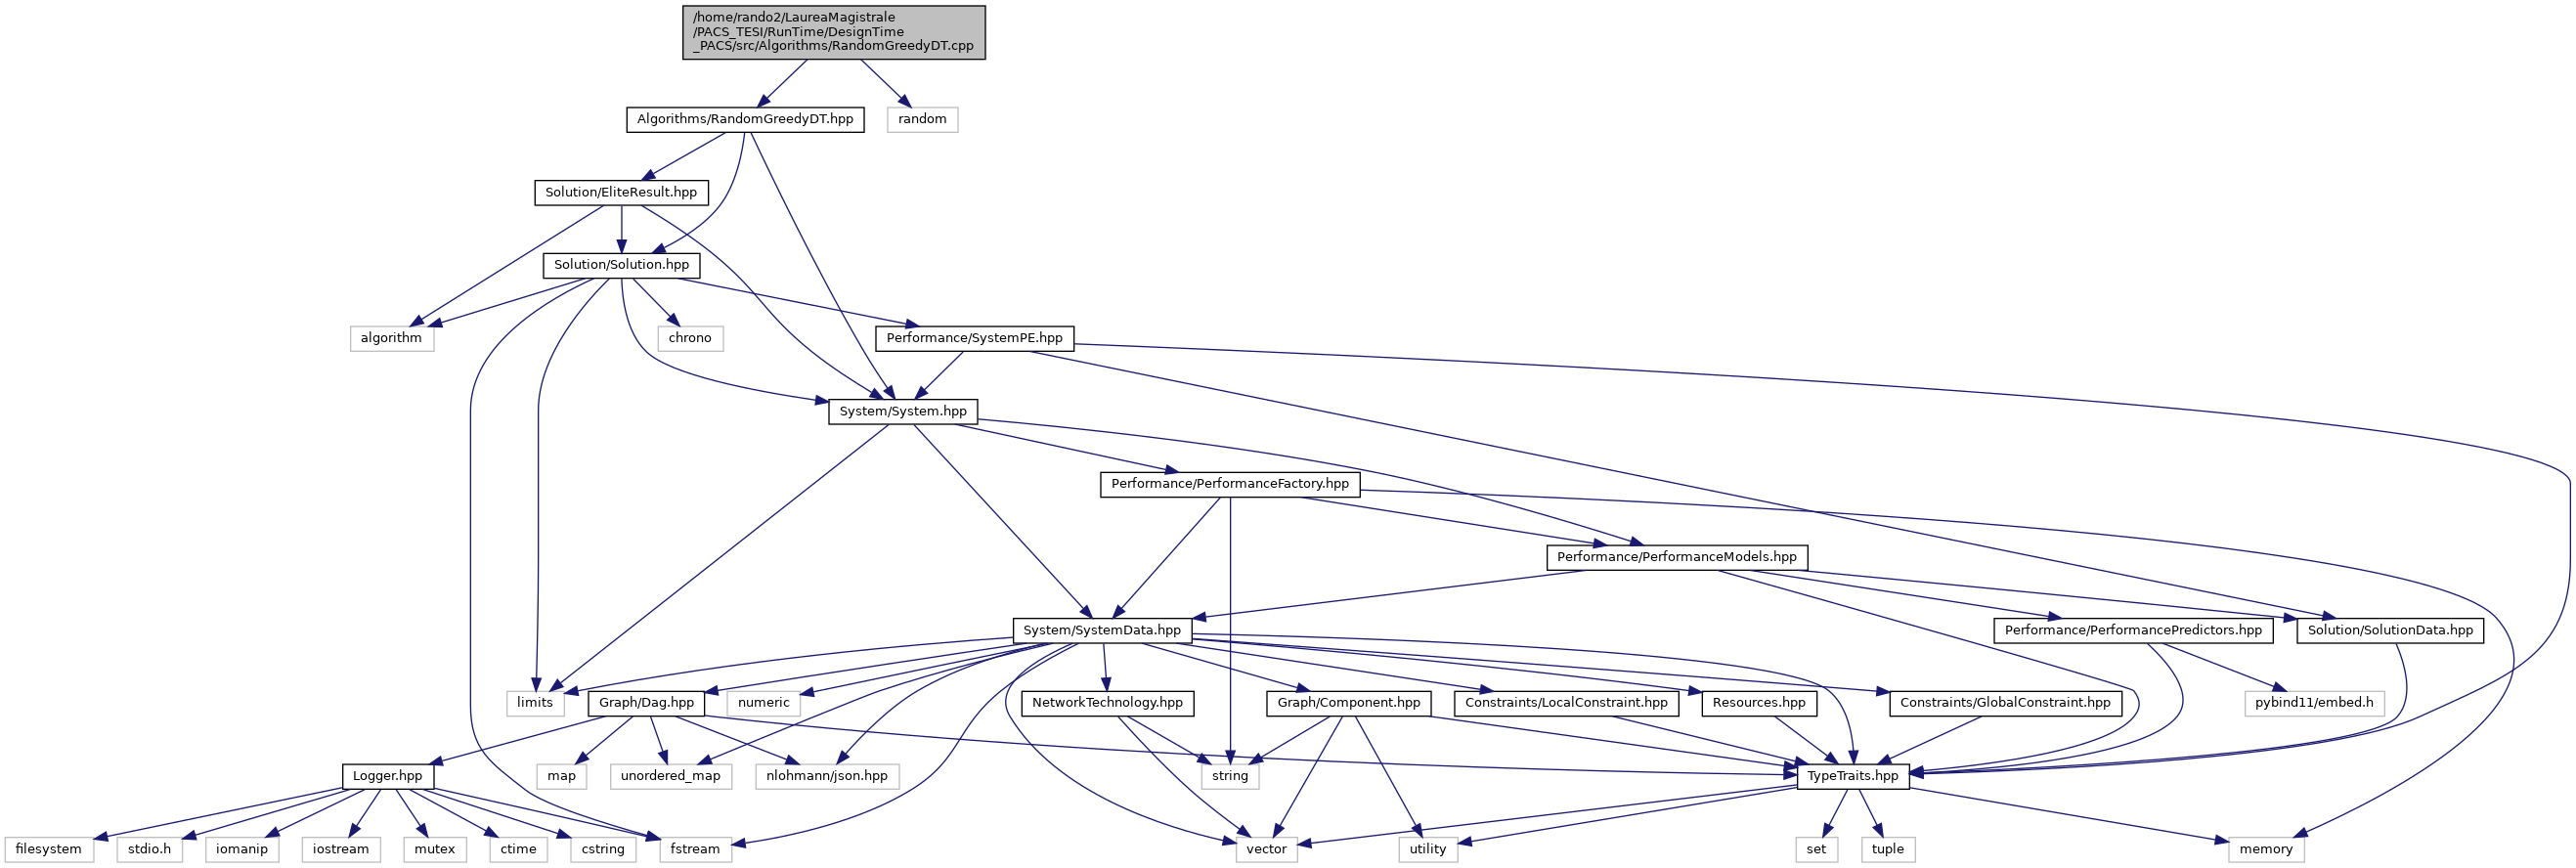 /home/rando2/LaureaMagistrale
/PACS_TESI/RunTime/DesignTime
_PACS/src/Algorithms/RandomGreedyDT.cpp
Algorithms/RandomGreedyDT.hpp
random
Solution/EliteResult.hpp
Solution/Solution.hpp
algorithm
chrono
Performance/SystemPE.hpp
System/System.hpp
Performance/PerformanceFactory.hpp
Performance/PerformanceModels.hpp
System/SystemData.hpp
Performance/PerformancePredictors.hpp
Solution/SolutionData.hpp
limits
Graph/Dag.hpp
numeric
NetworkTechnology.hpp
Graph/Component.hpp
Constraints/LocalConstraint.hpp
Resources.hpp
Constraints/GlobalConstraint.hpp
pybind11/embed.h
Logger.hpp
map
unordered_map
nlohmann/json.hpp
string
TypeTraits.hpp
filesystem
stdio.h
iomanip
iostream
mutex
ctime
cstring
fstream
vector
utility
set
tuple
memory